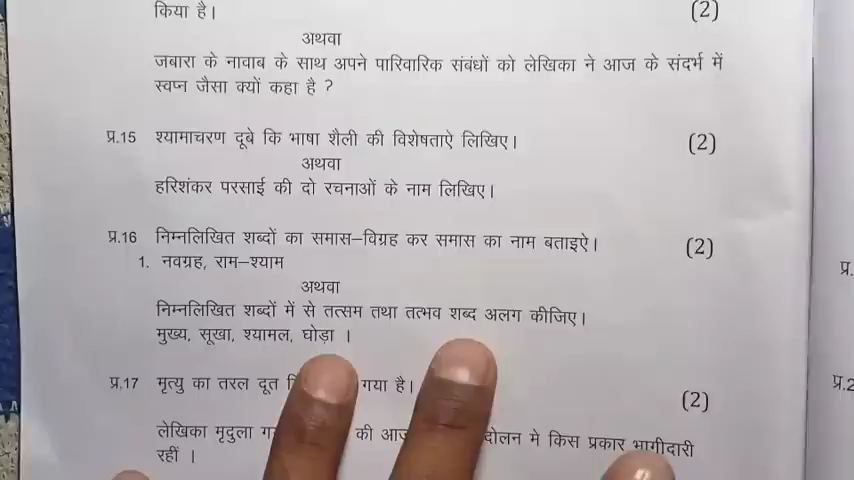 किया है। (2)
अथवा
जबारा के नावाब के साथ अपने पारिवारिक संबंधों को लेखिका ने आज के संदर्भ में
स्वप्न जैसा क्यों कहा है ?
प्र.15 श्यामाचरण दूबे कि भाषा शैली की विशेषताऐ लिखिए। (2)
अथवा
हरिशंकर परसाई की दो रचनाओं के नाम लिखिए।
प्र.16 निम्नलिखित शब्दों का समास–विग्रह कर समास का नाम बताइऐ। (2)
1. नवग्रह, राम–श्याम
अथवा
निम्नलिखित शब्दों में से तत्सम तथा तत्भव शब्द अलग कीजिए।
मुख्य, सूखा, श्यामल, घोड़ा ।
प्र.17 मृत्यु का तरल दूत गया है। (2)
लेखिका मृदुला की मे किस प्रकार भागीदारी
रहीं ।
प्र.
प्र.2